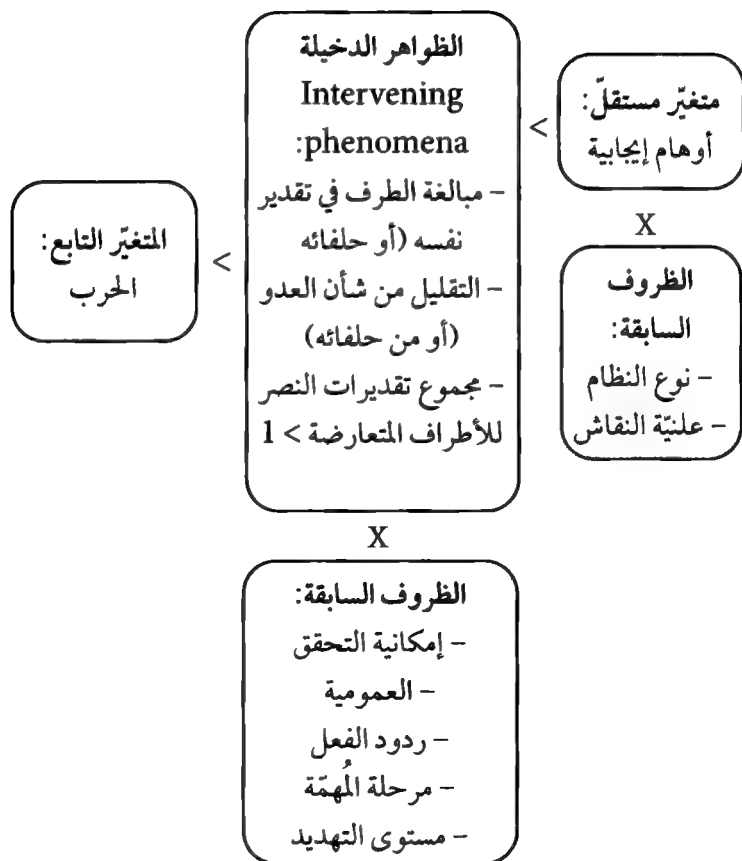 متغيّر مستقلّ:
أوهام إيجابية
X
الظروف
السابقة:
– نوع النظام
– علنيّة النقاش
<
الظواهر الدخيلة
Intervening
phenomena:
– مبالغة الطرف في تقدير
نفسه (أو حلفائه
– التقليل من شأن العدو
(أو من حلفائه)
– مجموع تقديرات النصر
للأطراف المتعارضة > 1
X
الظروف السابقة:
– إمكانية التحقق
– العمومية
– ردود الفعل
– مرحلة المُهمّة
– مستوى التهديد
<
المتغيّر التابع:
الحرب